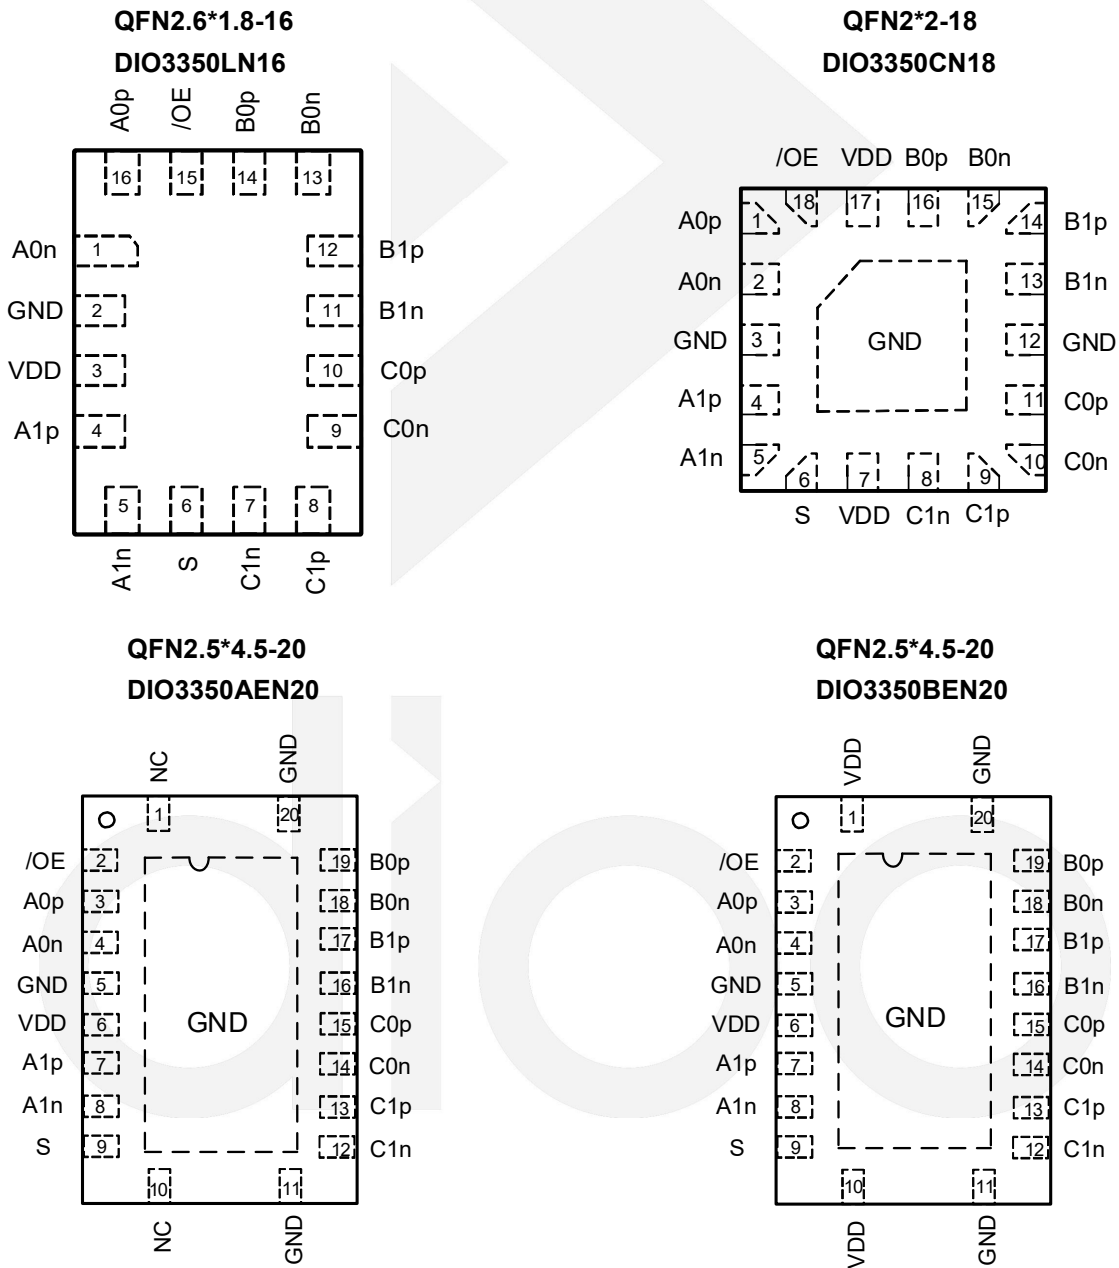 QFN2.6*1.8-16
DIO3350LN16
A0p /OE B0p B0n
16 15 14 13
A0n 1 12 B1p
GND 2 11 B1n
VDD 3 10 C0p
A1p 4 9 C0n
5 6 7 8
A1n S C1n C1p
QFN2*2-18
DIO3350CN18
/OE VDD B0p B0n
18 17 16 15
A0p 1 14 B1p
A0n 2 13 B1n
GND 3 GND 12 GND
A1p 4 11 C0p
A1n 5 10 C0n
6 7 8 9
S VDD C1n C1p
QFN2.5*4.5-20
DIO3350AEN20
NC GND
1 20
/OE 2 19 B0p
A0p 3 18 B0n
A0n 4 17 B1p
GND 5 16 B1n
VDD 6 GND 15 C0p
A1p 7 14 C0n
A1n 8 13 C1p
S 9 12 C1n
10 11
NC GND
QFN2.5*4.5-20
DIO3350BEN20
VDD GND
1 20
/OE 2 19 B0p
A0p 3 18 B0n
A0n 4 17 B1p
GND 5 16 B1n
VDD 6 GND 15 C0p
A1p 7 14 C0n
A1n 8 13 C1p
S 9 12 C1n
10 11
VDD GND
dioo